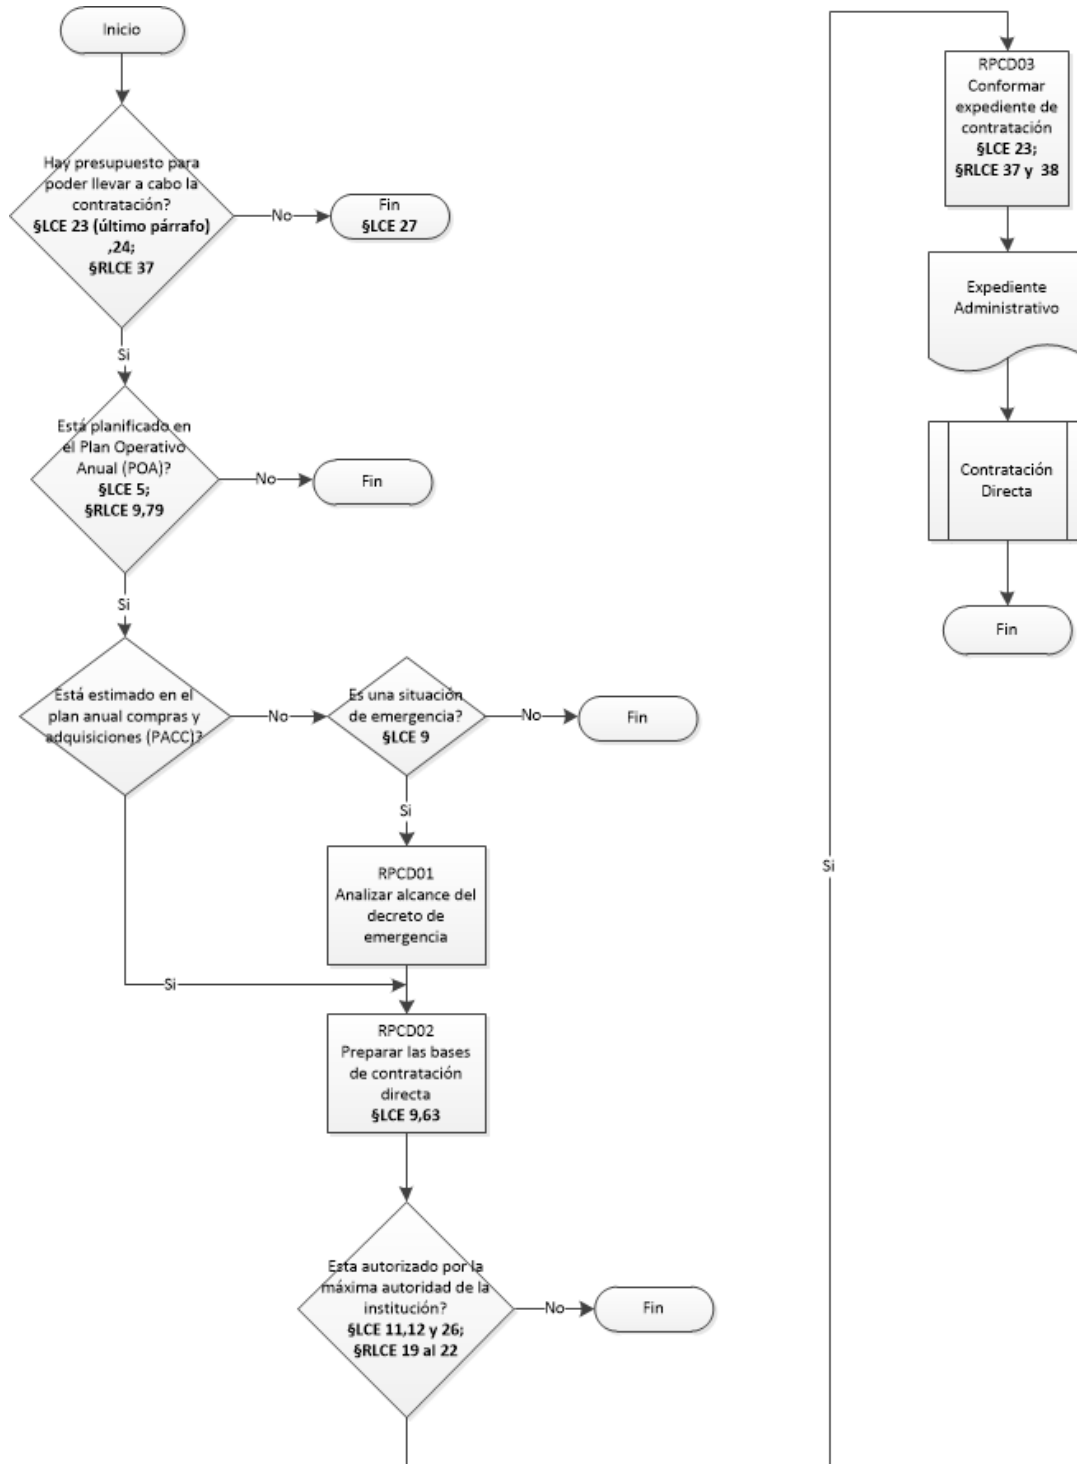 Inicio
Hay presupuesto para
poder llevar a cabo la
contratación?
§LCE 23 (último párrafo)
,24;
§RLCE 37
No
Fin
§LCE 27
Si
Está planificado en
el Plan Operativo
Anual (POA)?
§LCE 5;
§RLCE 9,79
No
Fin
Si
Está estimado en el
plan anual compras y
adquisiciones (PACC)?
No
Es una situación
de emergencia?
§LCE 9
No
Fin
Si
RPCD01
Analizar alcance del
decreto de
emergencia
Si
RPCD02
Preparar las bases
de contratación
directa
§LCE 9,63
Esta autorizado por la
máxima autoridad de la
institución?
§LCE 11,12 y 26;
§RLCE 19 al 22
No
Fin
Si
RPCD03
Conformar
expediente de
contratación
§LCE 23;
§RLCE 37 y 38
Expediente
Administrativo
Contratación
Directa
Fin